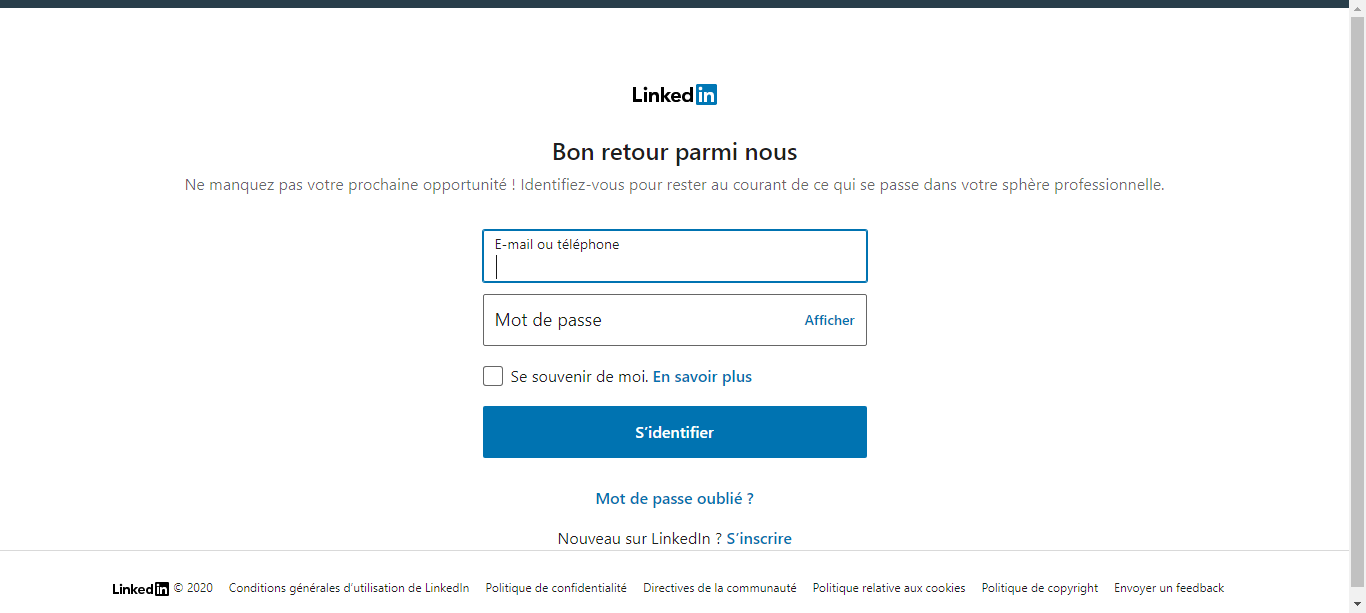 Linkedin
Bon retour parmi nous
Ne manquez pas votre prochaine opportunité ! Identifiez-vous pour rester au courant de ce qui se passe dans votre sphère professionnelle.
E-mail ou téléphone
Mot de passe Afficher
Se souvenir de moi. En savoir plus
S’identifier
Mot de passe oublié ?
Nouveau sur LinkedIn ? S’inscrire
Linkedin © 2020 Conditions générales d’utilisation de LinkedIn Politique de confidentialité Directives de la communauté Politique relative aux cookies Politique de copyright Envoyer un feedback